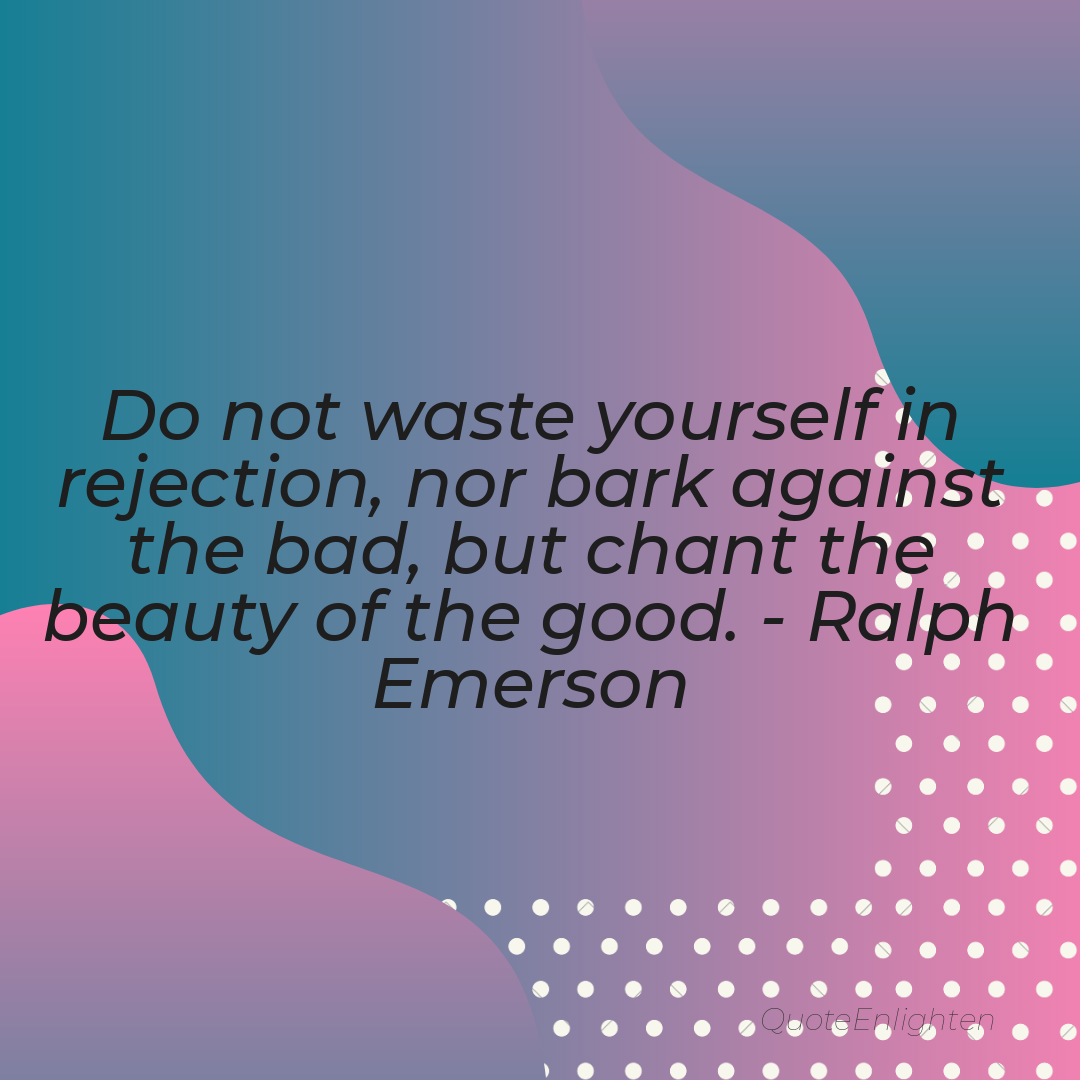 Do not waste yourself in
rejection, nor bark against
the bad, but chant the
beauty of the good. - Ralph
Emerson
QuoteEnlighten